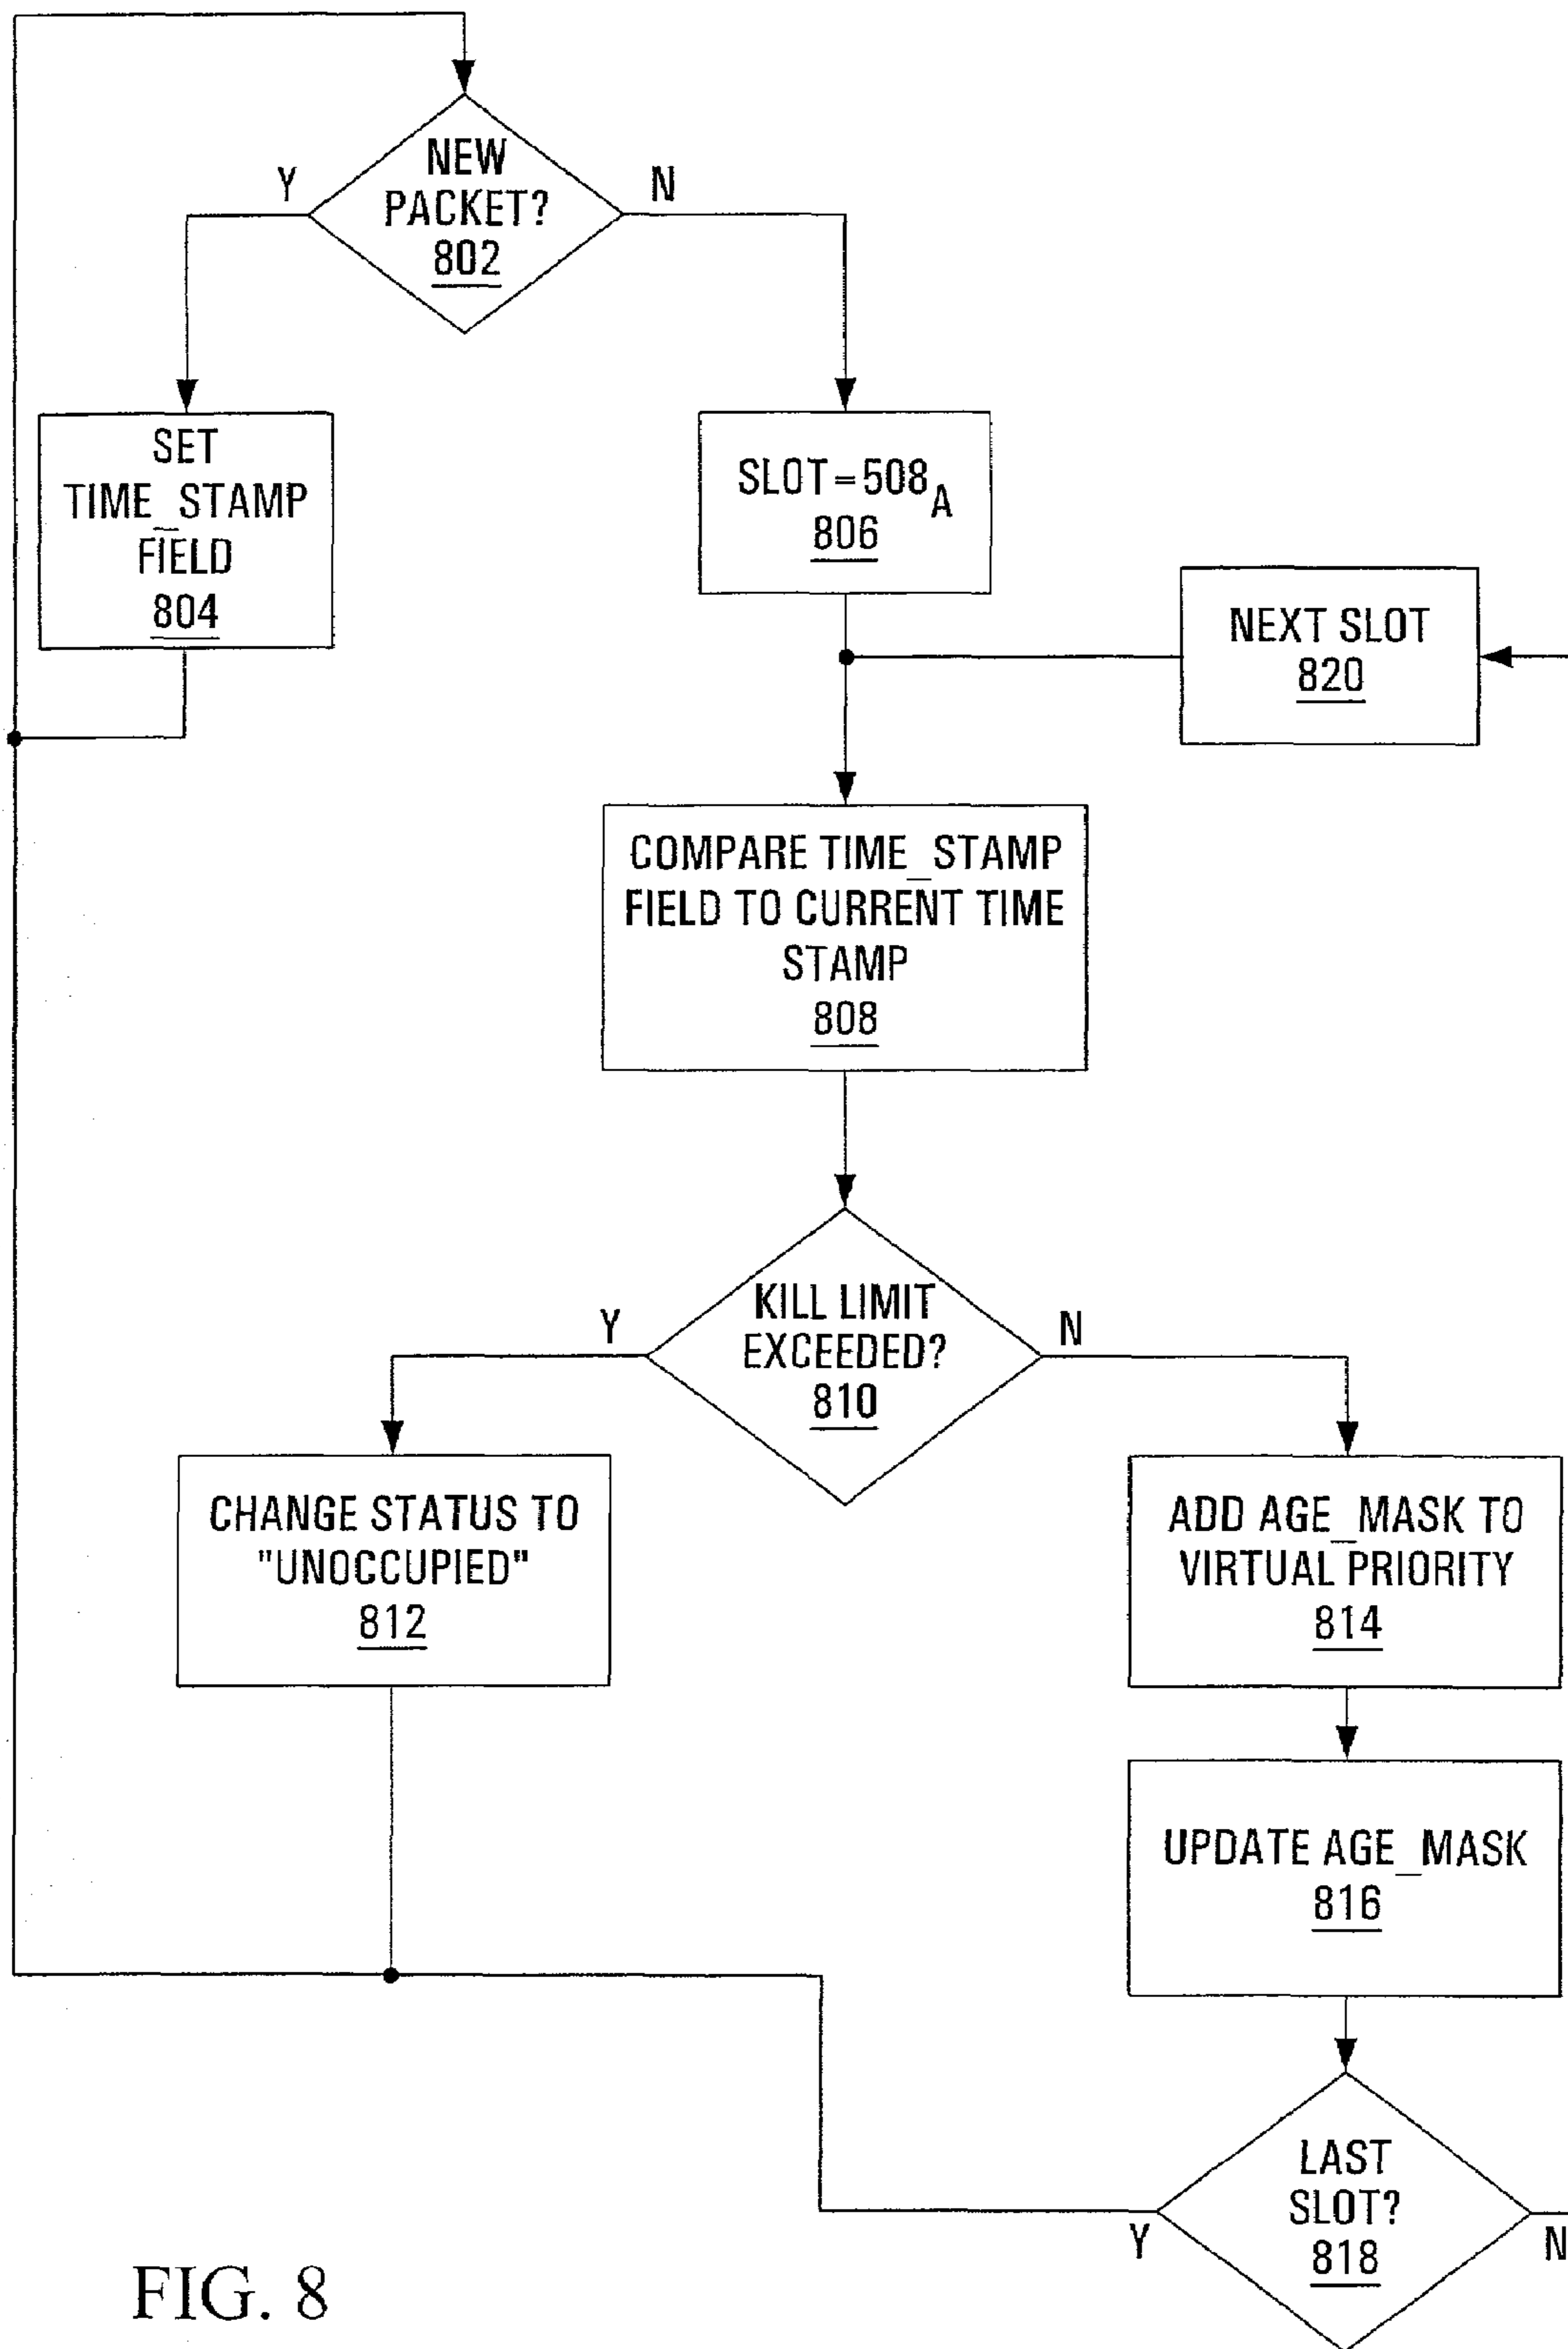 NEW
PACKET?
802
Y
N
SET
TIME_STAMP
FIELD
804
SLOT=508A
806
NEXT SLOT
820
COMPARE TIME_STAMP
FIELD TO CURRENT TIME
STAMP
808
KILL LIMIT
EXCEEDED?
810
Y
N
CHANGE STATUS TO
"UNOCCUPIED"
812
ADD AGE_MASK TO
VIRTUAL PRIORITY
814
UPDATE AGE_MASK
816
LAST
SLOT?
818
Y
N
FIG. 8